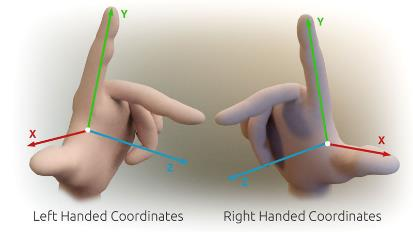 Y
X
Z
Y
X
Z
Left Handed Coordinates
Right Handed Coordinates